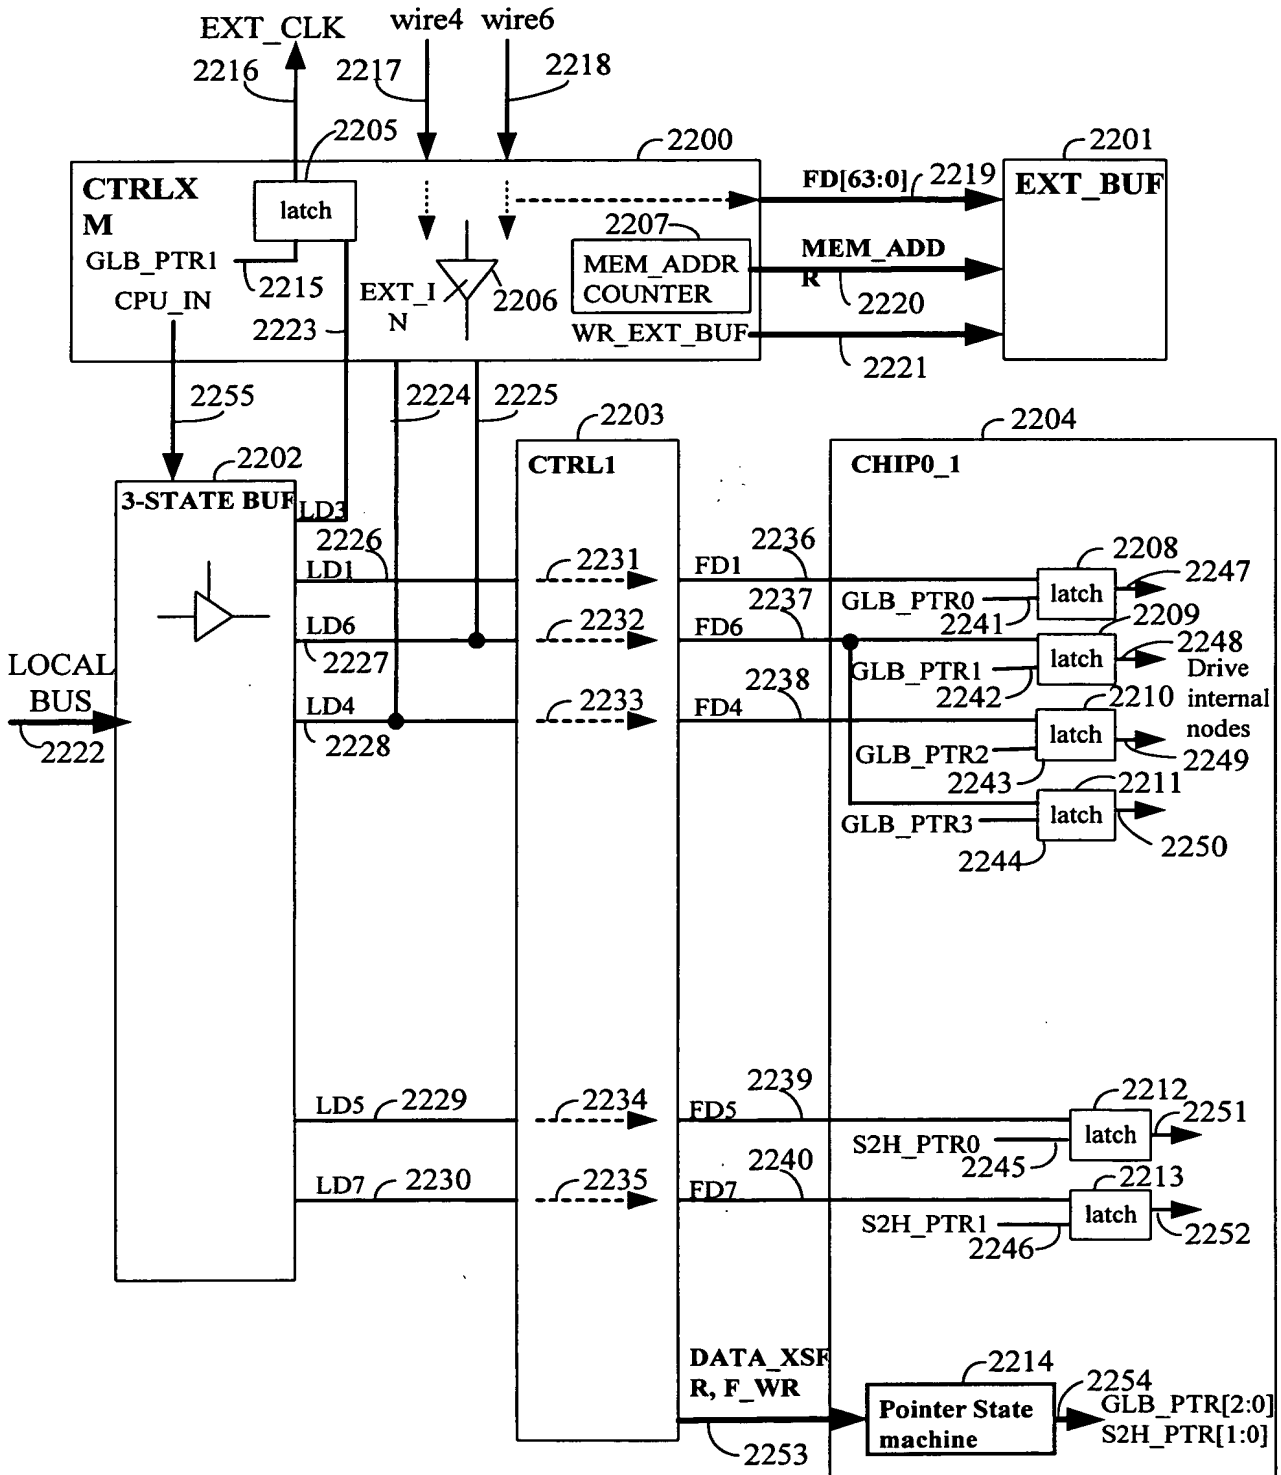 EXT_CLK
wire4 wire6
2216
2217
2218
2205
2200
2201
CTRLX
M
latch
GLB_PTR1
2215
CPU_IN
2223
EXT_I
N
2206
2207
MEM_ADDR
COUNTER
WR_EXT_BUF
FD[63:0]
2219
MEM_ADD
R
2220
2221
EXT_BUF
2255
2224
2225
2203
2204
2202
3-STATE BUF
CTRL1
CHIP0_1
LD3
2226
LD1
2231
FD1
2236
2208
latch
2247
GLB_PTR0
2241
2209
LD6
2227
2232
FD6
2237
latch
2248
GLB_PTR1
2242
Drive
internal
nodes
LOCAL
BUS
2222
LD4
2228
2233
FD4
2238
2210
latch
GLB_PTR2
2243
2249
2211
latch
GLB_PTR3
2244
2250
LD5
2229
2234
FD5
2239
2212
latch
2251
S2H_PTR0
2245
LD7
2230
2235
FD7
2240
2213
latch
S2H_PTR1
2246
2252
DATA_XSF
R, F_WR
2253
2214
Pointer State
machine
2254
GLB_PTR[2:0]
S2H_PTR[1:0]